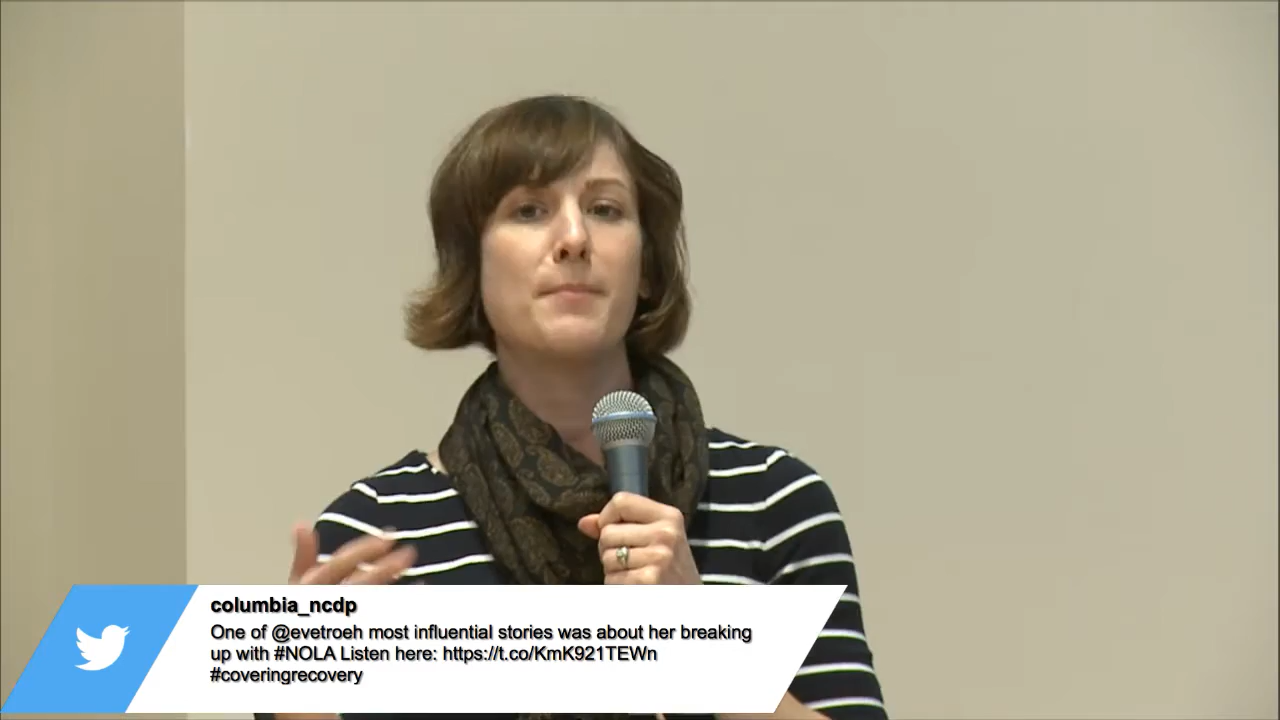 columbia_ncdp
One of @evetroeh most influential stories was about her breaking
up with #NOLA Listen here: https://t.co/KmK921TEWn
#coveringrecovery